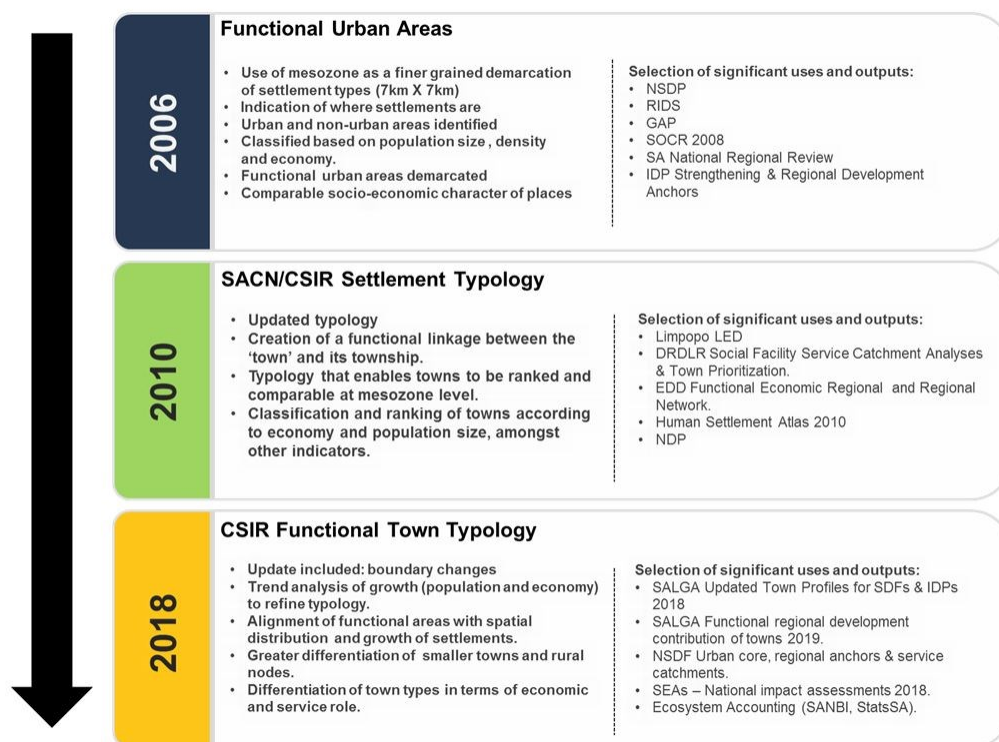 2006
Functional Urban Areas
• Use of mesozone as a finer grained demarcation
of settlement types (7km X 7km)
• Indication of where settlements are
• Urban and non-urban areas identified
• Classified based on population size , density
and economy.
• Functional urban areas demarcated
• Comparable socio-economic character of places
Selection of significant uses and outputs:
• NSDP
• RIDS
• GAP
• SOCR 2008
• SA National Regional Review
• IDP Strengthening & Regional Development
Anchors
2010
SACN/CSIR Settlement Typology
• Updated typology
• Creation of a functional linkage between the
‘town’ and its township.
• Typology that enables towns to be ranked and
comparable at mesozone level.
• Classification and ranking of towns according
to economy and population size, amongst
other indicators.
Selection of significant uses and outputs:
• Limpopo LED
• DRDLR Social Facility Service Catchment Analyses
& Town Prioritization.
• EDD Functional Economic Regional and Regional
Network.
• Human Settlement Atlas 2010
• NDP
2018
CSIR Functional Town Typology
• Update included: boundary changes
• Trend analysis of growth (population and economy)
to refine typology.
• Alignment of functional areas with spatial
distribution and growth of settlements.
• Greater differentiation of smaller towns and rural
nodes.
• Differentiation of town types in terms of economic
and service role.
Selection of significant uses and outputs:
• SALGA Updated Town Profiles for SDFs & IDPs
2018
• SALGA Functional regional development
contribution of towns 2019.
• NSDF Urban core, regional anchors & service
catchments.
• SEAs – National impact assessments 2018.
• Ecosystem Accounting (SANBI, StatsSA).